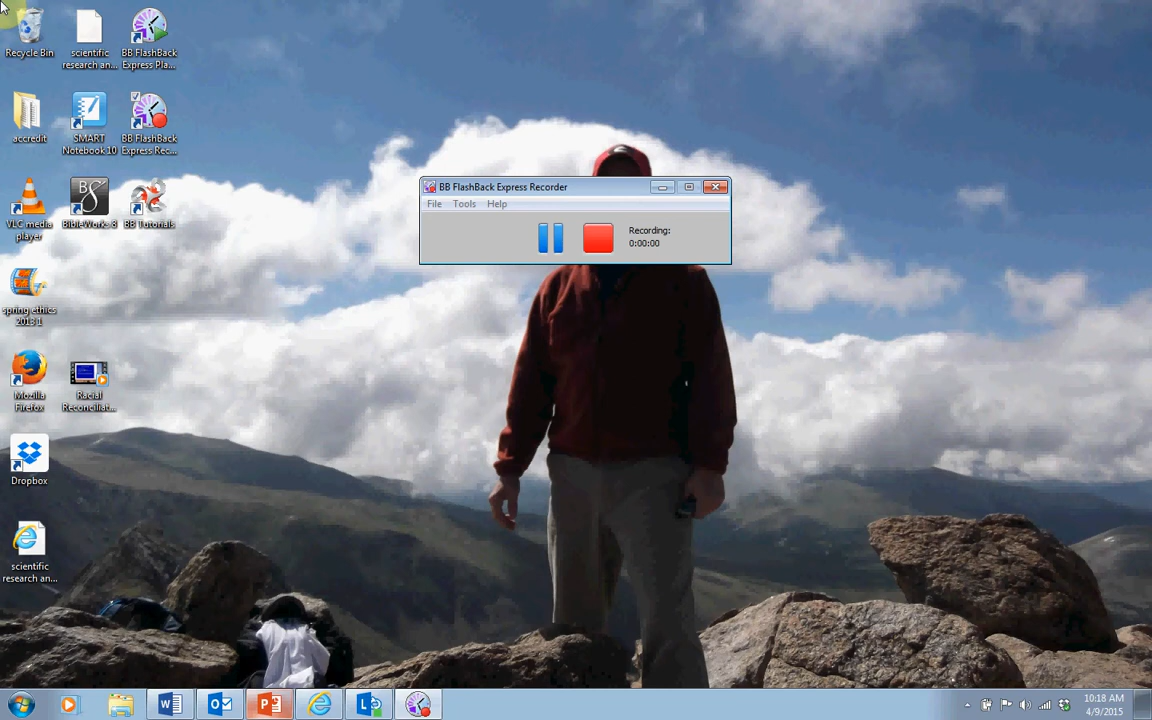 Recycle Bin
scientific
research an...
BB FlashBack
Express Pla...
accredit
SMART
Notebook 10
BB FlashBack
Express Rec...
VLC media
player
BibleWorks 8
BB Tutorials
spring ethics
2013 1
Mozilla
Firefox
Racial
Reconciliat...
Dropbox
scientific
research an...
BB FlashBack Express Recorder
File Tools Help
Recording:
0:00:00
10:18 AM
4/9/2015